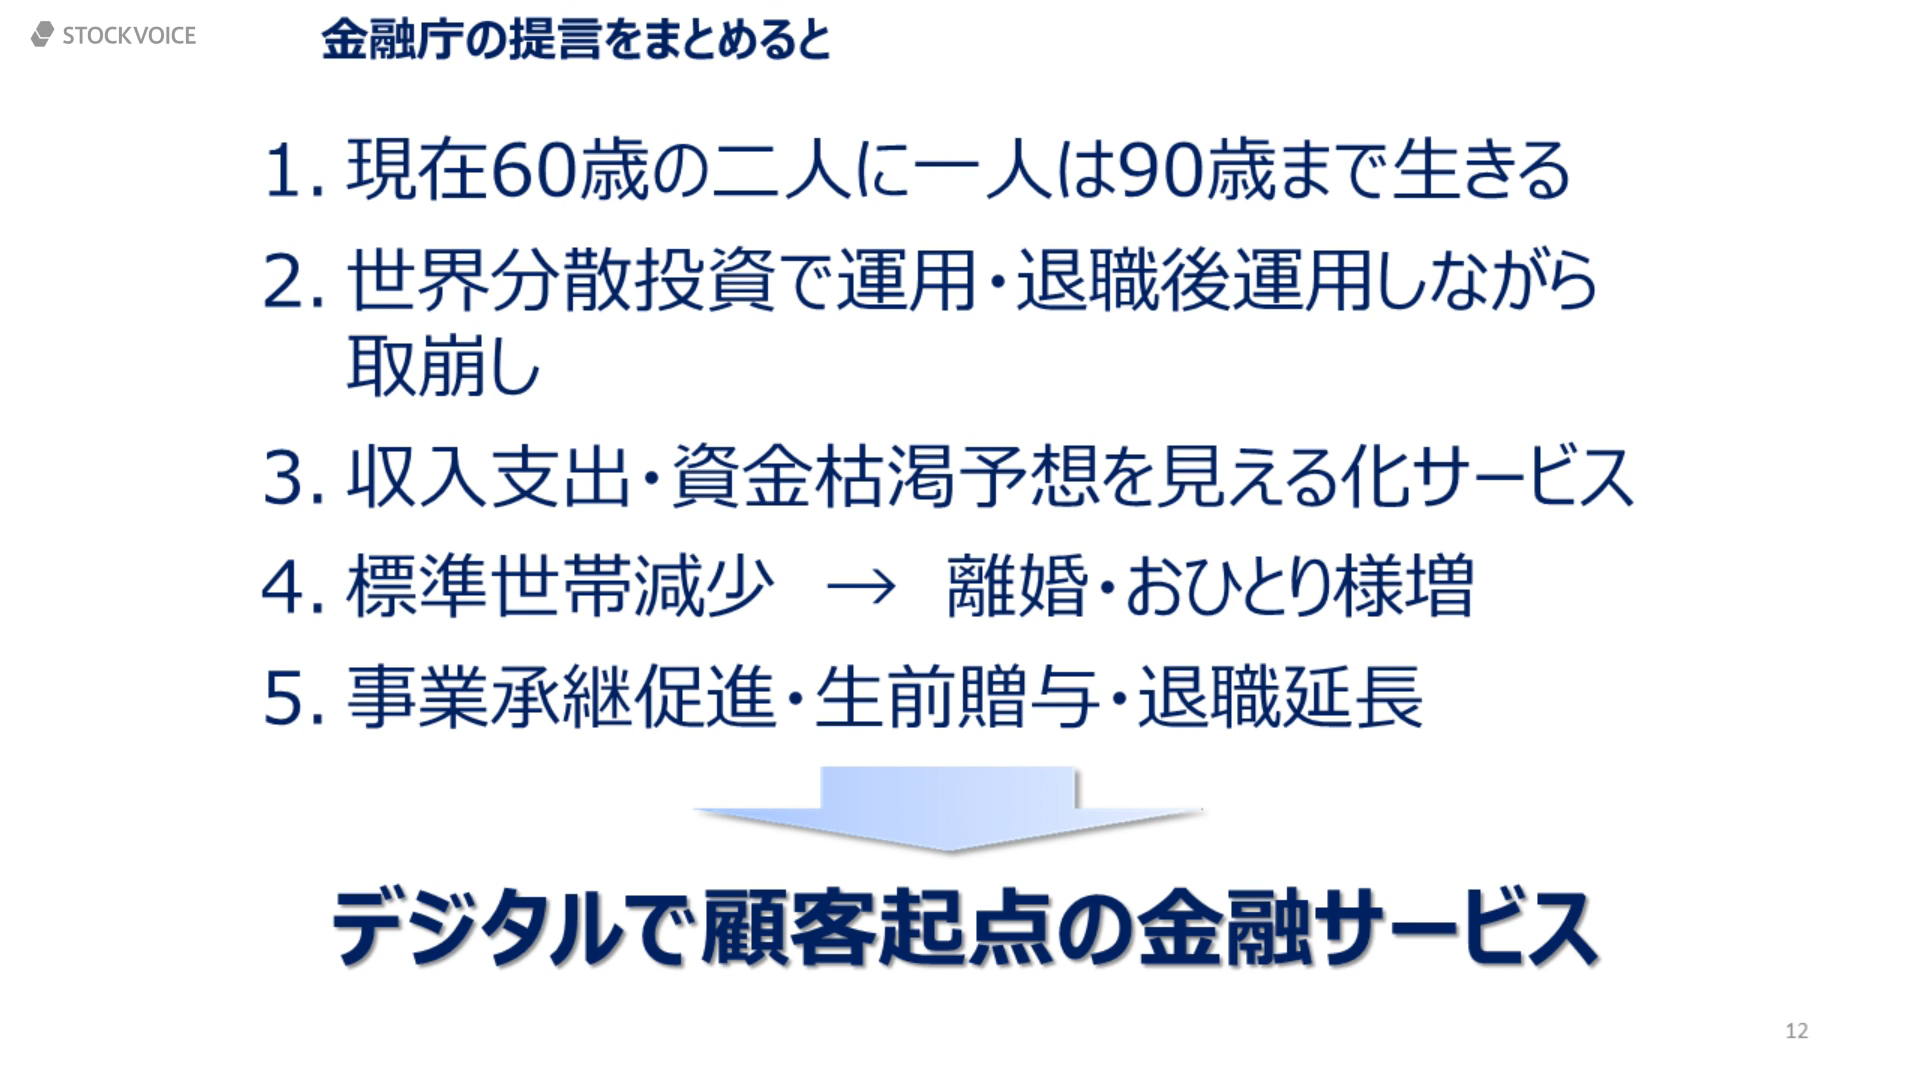 STOCKVOICE
金融庁の提言をまとめると
1. 現在60歳の二人に一人は90歳まで生きる
2. 世界分散投資で運用・退職後運用しながら
取崩し
3. 収入支出・資金枯渇予想を見える化サービス
4. 標準世帯減少 → 離婚・おひとり様増
5. 事業承継促進・生前贈与・退職延長
デジタルで顧客起点の金融サービス
12